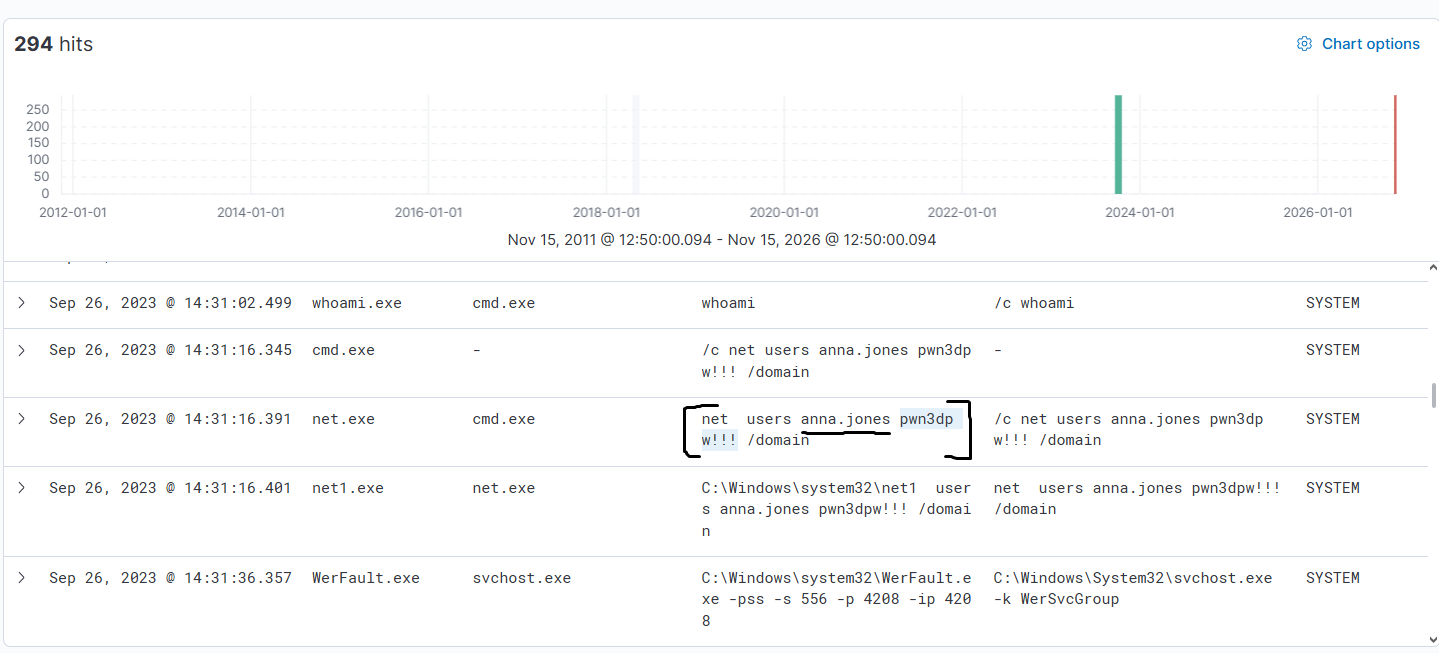 294 hits
Chart options
250
200
150
100
50
0
2012-01-01 2014-01-01 2016-01-01 2018-01-01 2020-01-01 2022-01-01 2024-01-01 2026-01-01
Nov 15, 2011 @ 12:50:00.094 - Nov 15, 2026 @ 12:50:00.094
Sep 26, 2023 @ 14:31:02.499 whoami.exe cmd.exe whoami /c whoami SYSTEM
Sep 26, 2023 @ 14:31:16.345 cmd.exe - /c net users anna.jones pwn3dp - SYSTEM
w!!! /domain
Sep 26, 2023 @ 14:31:16.391 net.exe cmd.exe net  users anna.jones pwn3dp /c net users anna.jones pwn3dp SYSTEM
w!!! /domain w!!! /domain
Sep 26, 2023 @ 14:31:16.401 net1.exe net.exe C:\Windows\system32\net1  user net  users anna.jones pwn3dpw!!! SYSTEM
s anna.jones pwn3dpw!!! /domai /domain
n
Sep 26, 2023 @ 14:31:36.357 WerFault.exe svchost.exe C:\Windows\system32\WerFault.e C:\Windows\System32\svchost.exe SYSTEM
xe -pss -s 556 -p 4208 -ip 420 -k WerSvcGroup
8